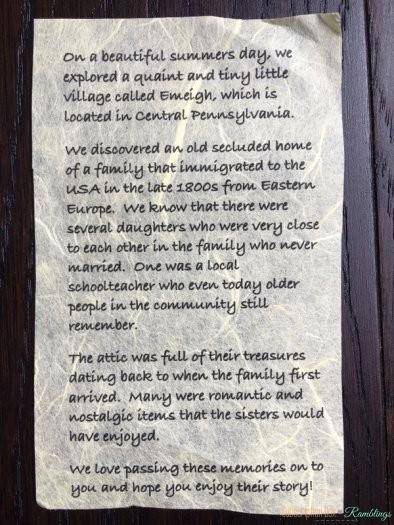 On a beautiful summers day, we
explored a quaint and tiny little
village called Emeigh, which is
located in Central Pennsylvania.
We discovered an old secluded home
of a family that immigrated to the
USA in the late 1800s from Eastern
Europe. We know that there were
several daughters who were very close
to each other in the family who never
married. One was a local
schoolteacher who even today older
people in the community still
remember.
The attic was full of their treasures
dating back to when the family first
arrived. Many were romantic and
nostalgic items that the sisters would
have enjoyed.
We love passing these memories on to
you and hope you enjoy their story!
Ramblings